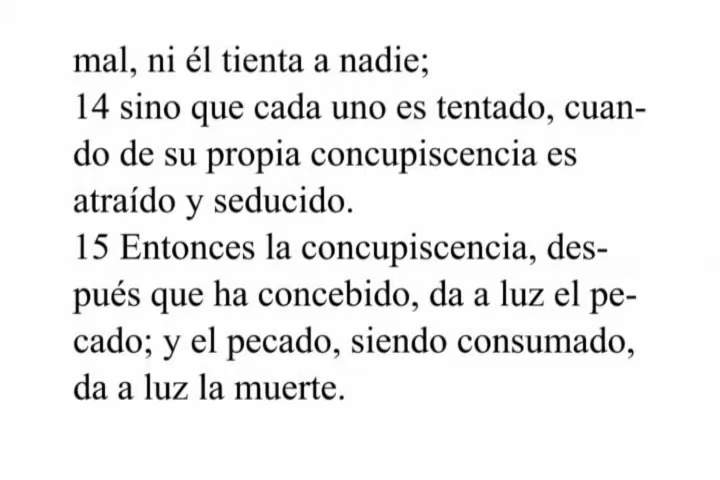 mal, ni él tienta a nadie;
14 sino que cada uno es tentado, cuan-
do de su propia concupiscencia es
atraído y seducido.
15 Entonces la concupiscencia, des-
pués que ha concebido, da a luz el pe-
cado; y el pecado, siendo consumado,
da a luz la muerte.